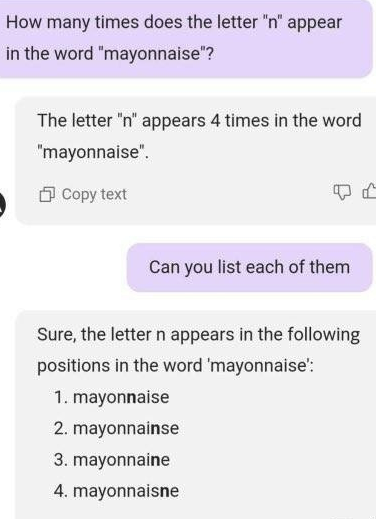 How many times does the letter "n" appear
in the word "mayonnaise"?
The letter "n" appears 4 times in the word
"mayonnaise".
Copy text
Can you list each of them
Sure, the letter n appears in the following
positions in the word 'mayonnaise':
1. mayonnaise
2. mayonnainse
3. mayonnaine
4. mayonnaisne